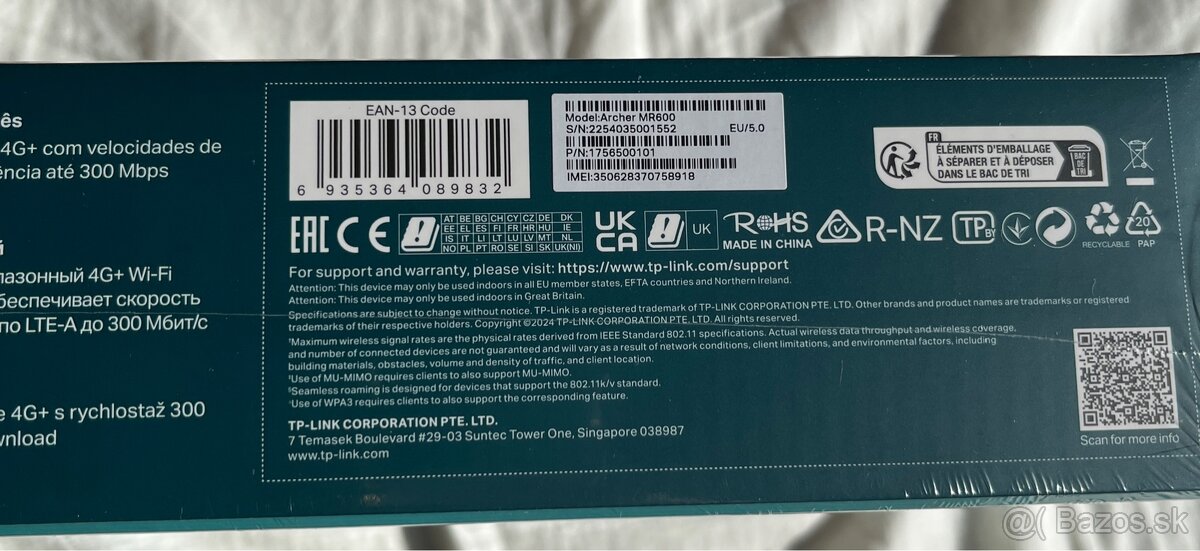 ês
4G+ com velocidades de
ência até 300 Mbps
й
пазонный 4G+ Wi-Fi
беспечивает скорость
по LTE-A до 300 Мбит/с
e 4G+ s rychlostaž 300
wnload
EAN-13 Code
6 935364 089832
Model:Archer MR600
S/N:2254035001552 EU/5.0
P/N:1756500101
IMEI:350628370758918
FR
ÉLÉMENTS D'EMBALLAGE
À SÉPARER ET À DÉPOSER
DANS LE BAC DE TRI
BAC DE TRI
EAC CE
AT BE BG CH CY CZ DE DK
EE EL ES FI FR HR HU IE
IS IT LI LT LU LV MT NL
NO PL PT RO SE SI SK UK(NI)
UK
CA
UK
RoHS
MADE IN CHINA
R-NZ
TP BY
RECYCLABLE
20
PAP
For support and warranty, please visit: https://www.tp-link.com/support
Attention: This device may only be used indoors in all EU member states, EFTA countries and Northern Ireland.
Attention: This device may only be used indoors in Great Britain.
Specifications are subject to change without notice. TP-Link is a registered trademark of TP-LINK CORPORATION PTE. LTD. Other brands and product names are trademarks or registered
trademarks of their respective holders. Copyright ©2024 TP-LINK CORPORATION PTE. LTD. All rights reserved.
Maximum wireless signal rates are the physical rates derived from IEEE Standard 802.11 specifications. Actual wireless data throughput and wireless coverage,
and number of connected devices are not guaranteed and will vary as a result of network conditions, client limitations, and environmental factors, including
building materials, obstacles, volume and density of traffic, and client location.
Use of MU-MIMO requires clients to also support MU-MIMO.
Seamless roaming is designed for devices that support the 802.11k/v standard.
Use of WPA3 requires clients to also support the corresponding feature.
TP-LINK CORPORATION PTE. LTD.
7 Temasek Boulevard #29-03 Suntec Tower One, Singapore 038987
www.tp-link.com
Scan for more info
@( Bazos.sk